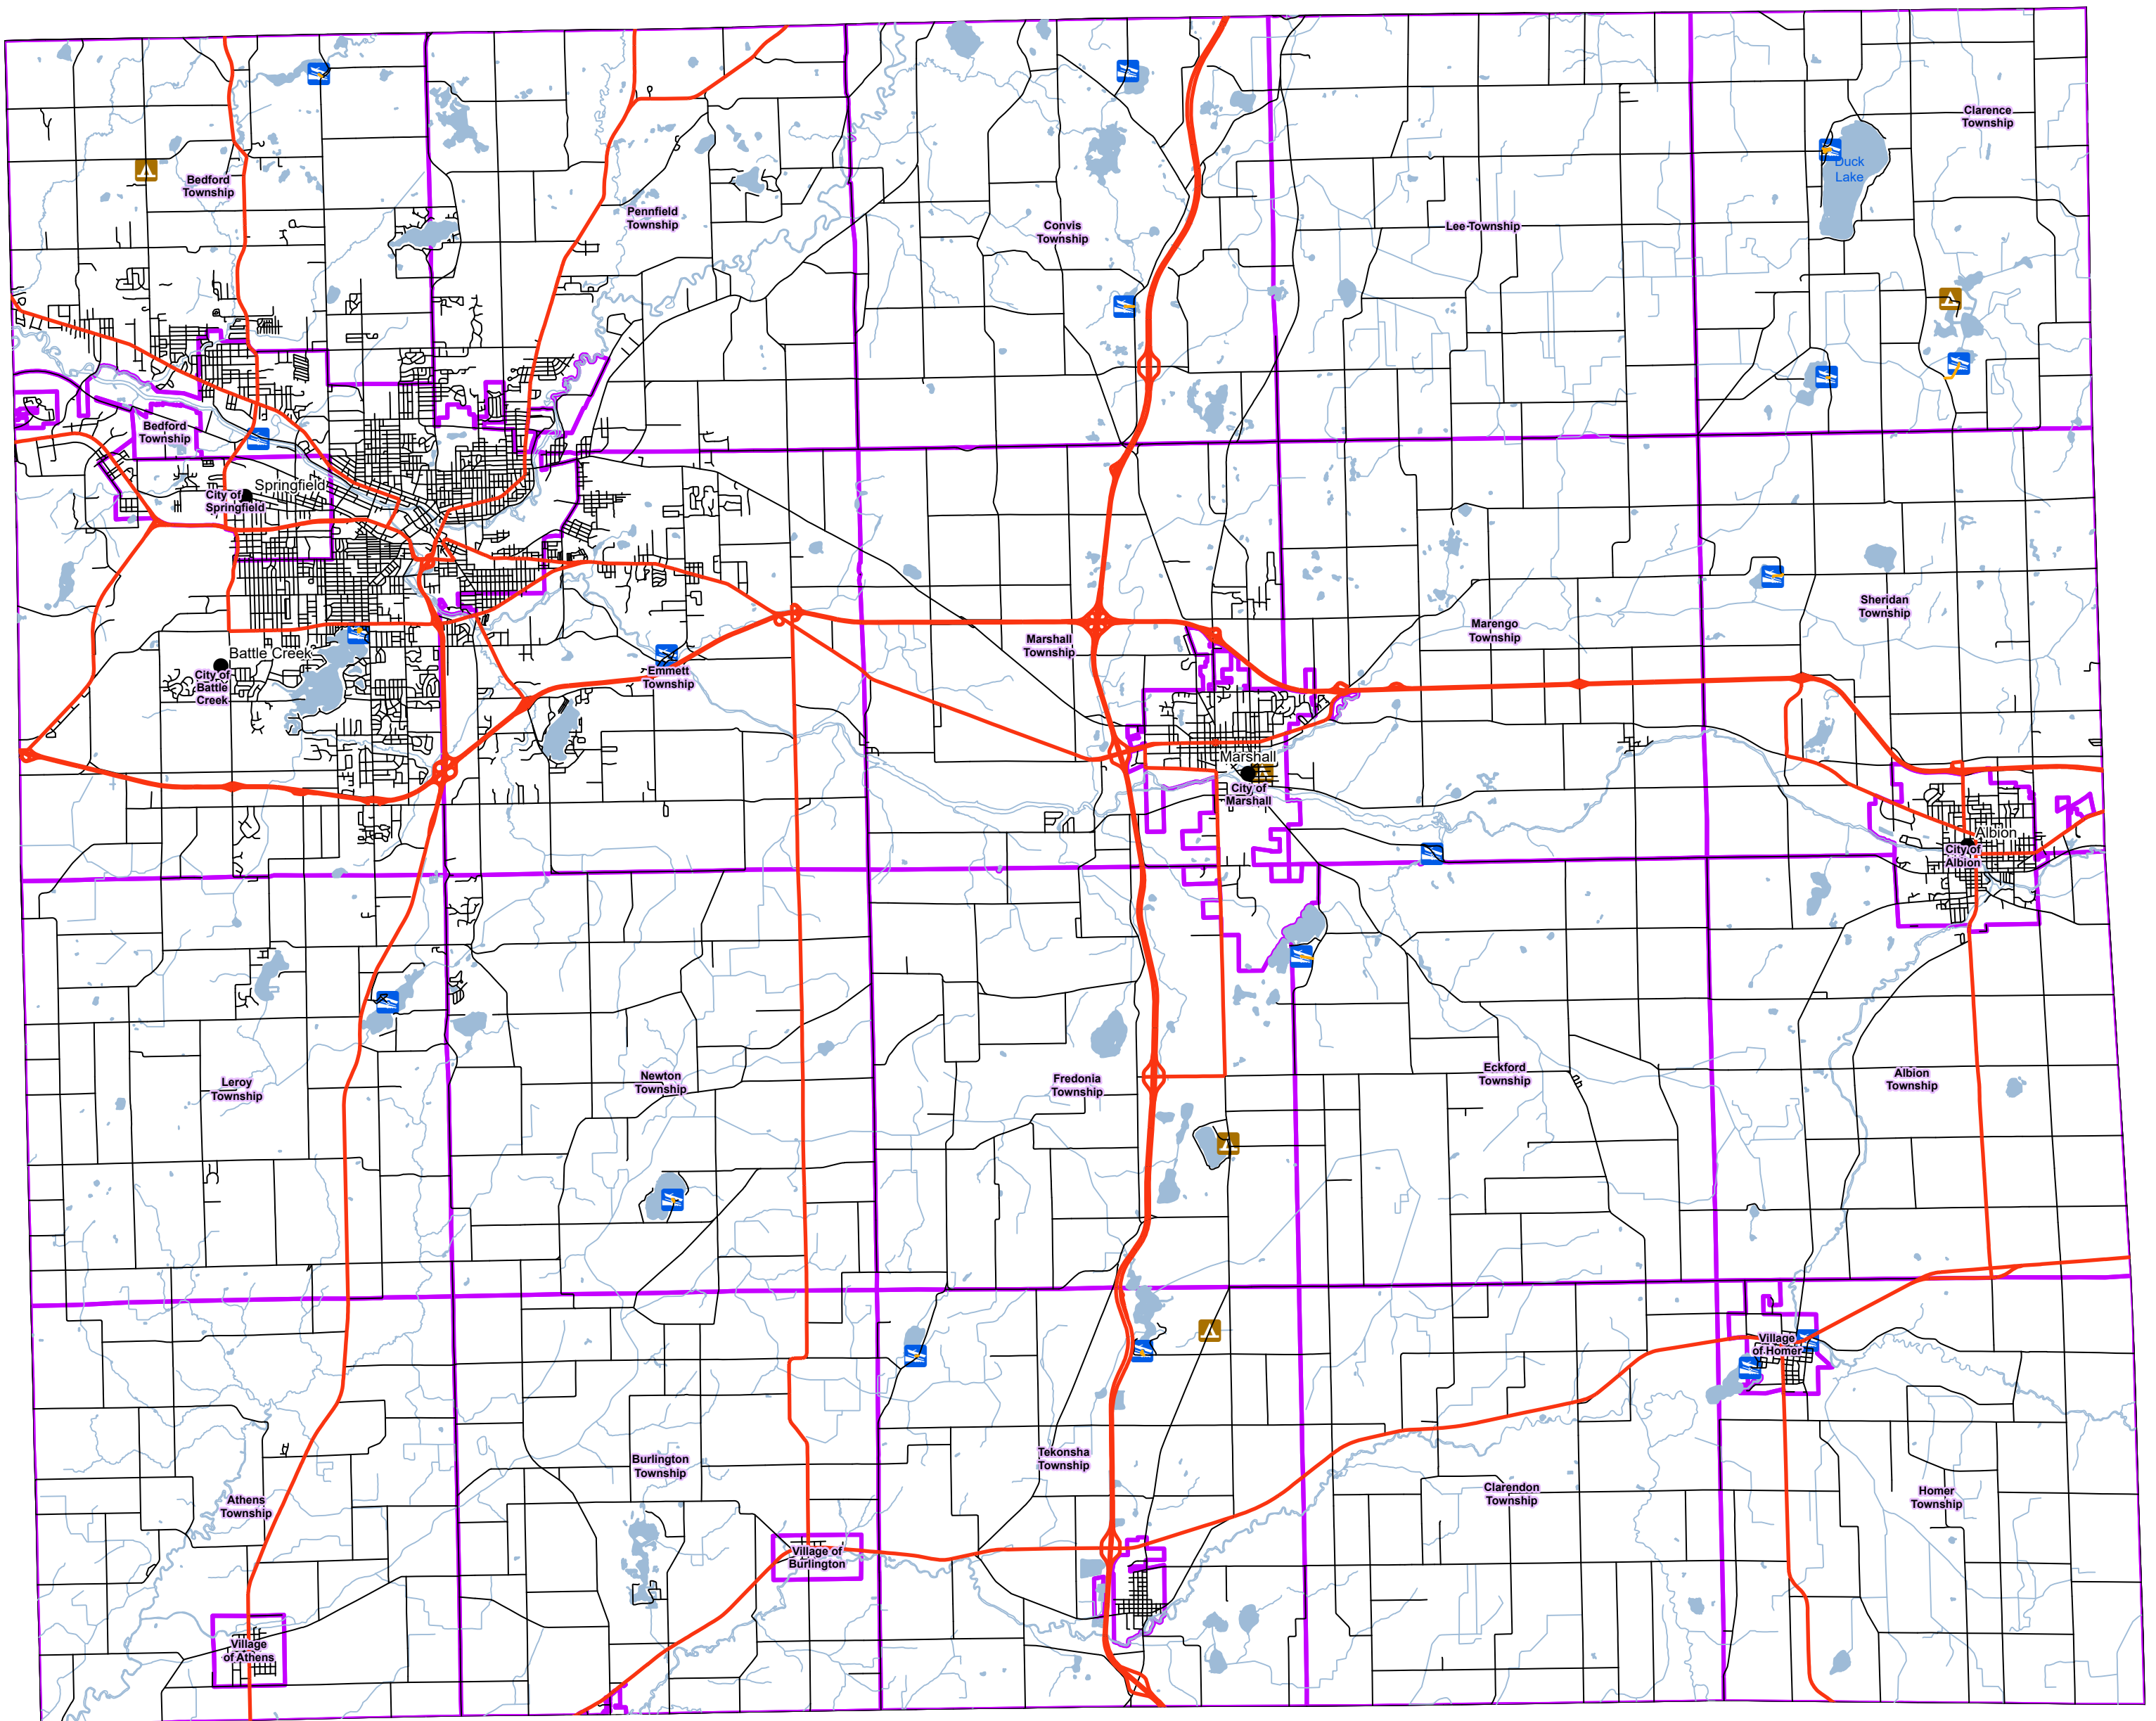 Clarence
Township
Duck
Lake
Bedford
Township
Pennfield
Township
Convis
Township
Lee Township
Bedford
Township
Springfield
City of
Springfield
Sheridan
Township
Marengo
Township
Marshall
Township
Battle Creek
City of
Battle
Creek
Emmett
Township
Marshall
City of
Marshall
Albion
City of
Albion
Leroy
Township
Newton
Township
Fredonia
Township
Eckford
Township
Albion
Township
Village
of Homer
Burlington
Township
Tekonsha
Township
Clarendon
Township
Homer
Township
Athens
Township
Village of
Burlington
Village
of Athens